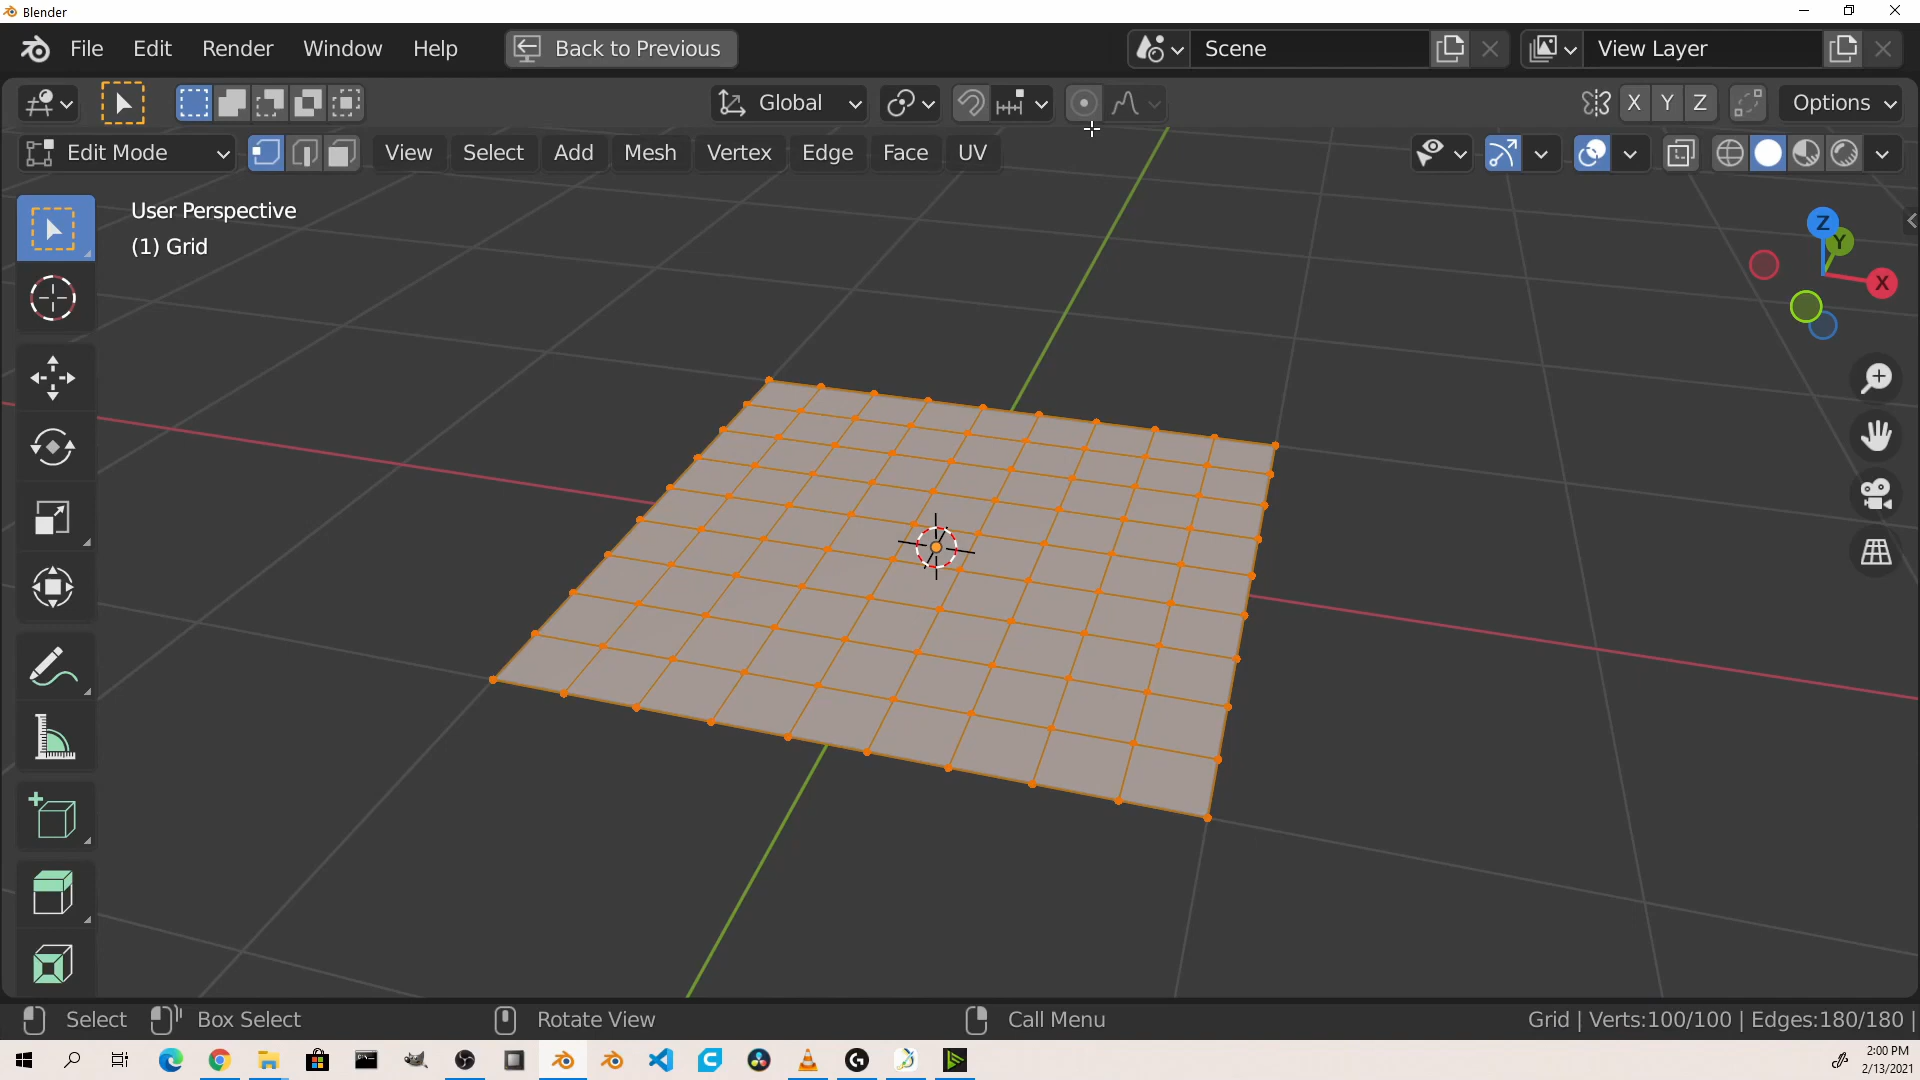 Blender
File Edit Render Window Help Back to Previous Scene View Layer
Global X Y Z Options
Edit Mode View Select Add Mesh Vertex Edge Face UV
User Perspective
(1) Grid
Z
Y
X
Select Box Select Rotate View Call Menu Grid | Verts:100/100 | Edges:180/180 |
2:00 PM
2/13/2021